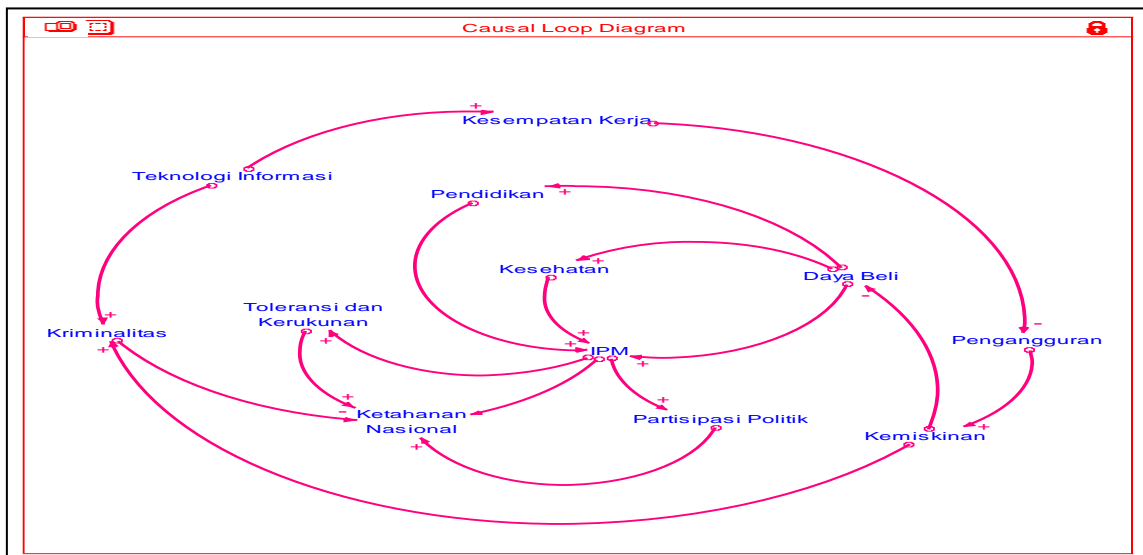 Causal Loop Diagram
+
Kesempatan Kerja
Teknologi Informasi
Pendidikan
+
Kesehatan
+
Daya Beli
-
Toleransi dan
Kerukunan
+
+
Kriminalitas
+
+
+
IPM
+
-
Pengangguran
+
+
Ketahanan
Nasional
-
+
+
Partisipasi Politik
Kemiskinan
+